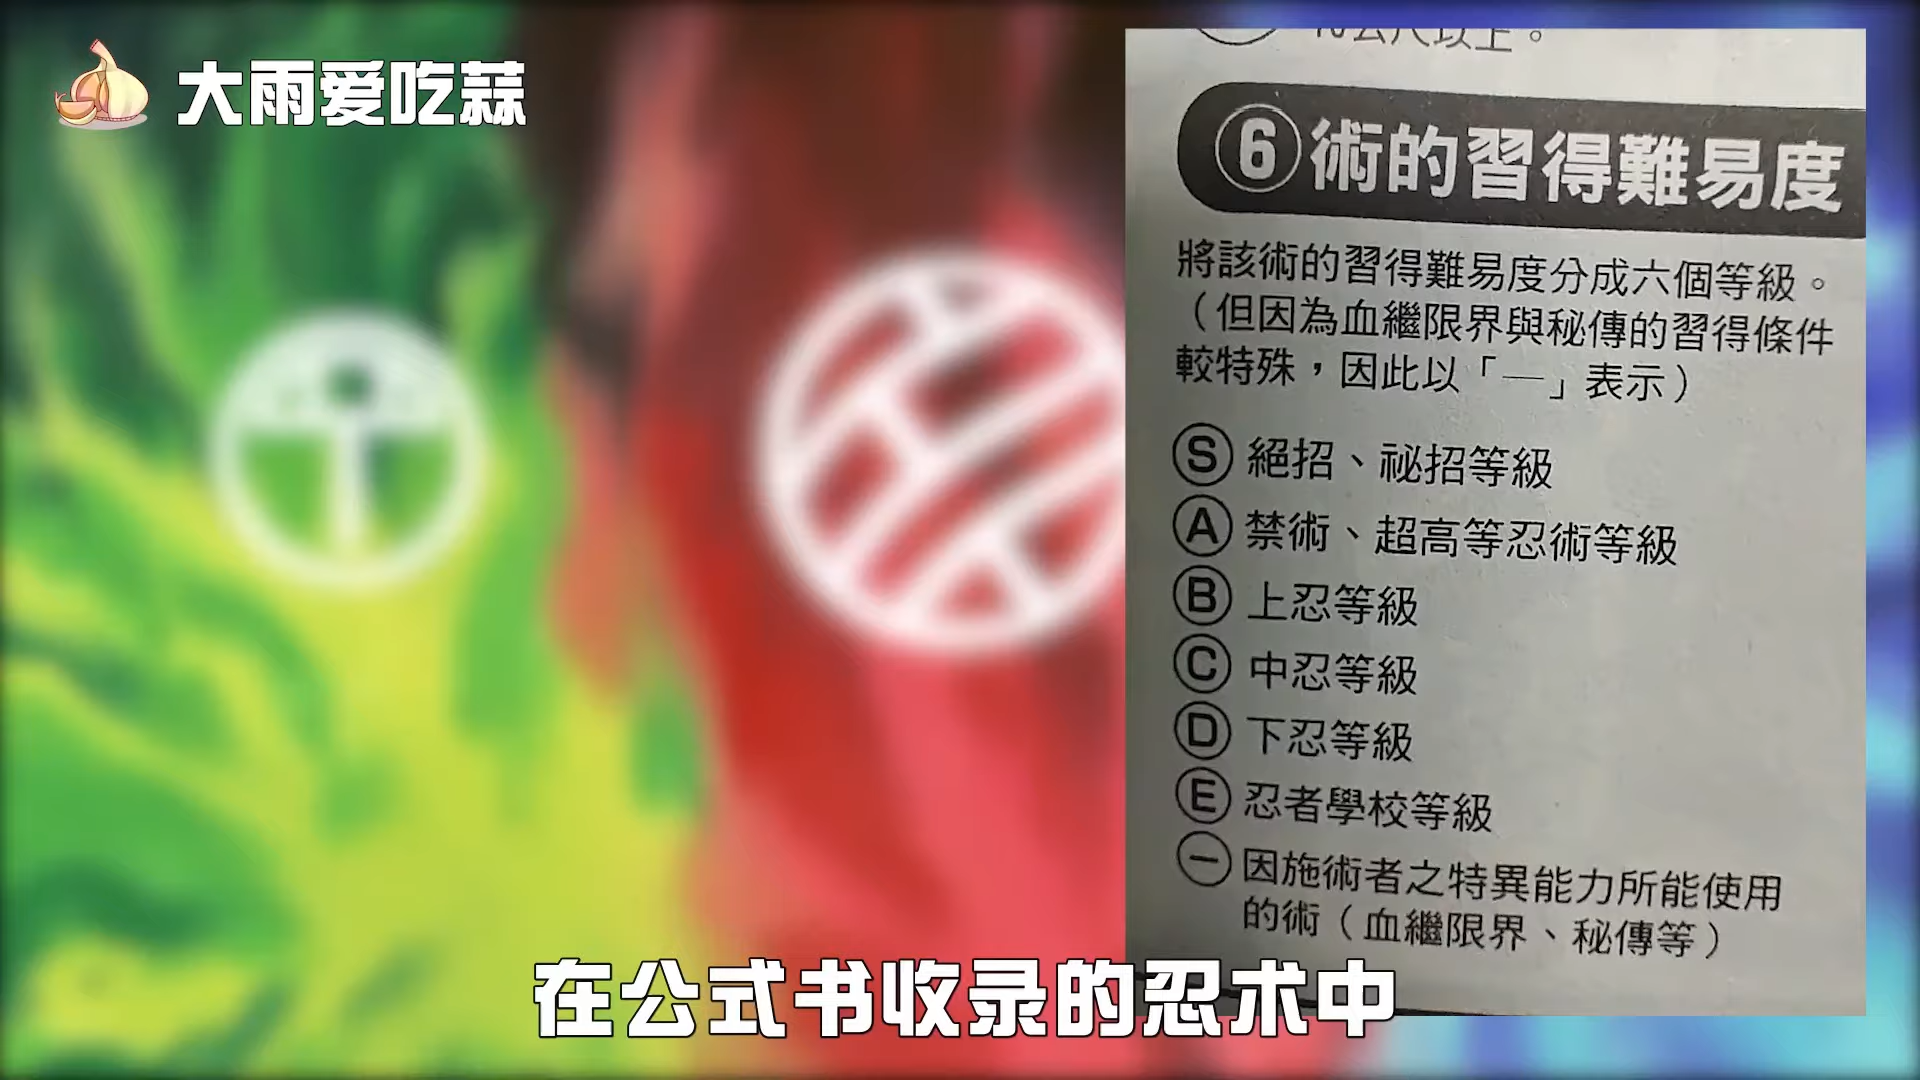 大雨爱吃蒜
10公尺以上。
⑥術的習得難易度
將該術的習得難易度分成六個等級。
（但因為血繼限界與秘傳的習得條件
較特殊，因此以「—」表示）
Ⓢ 絕招、祕招等級
Ⓐ 禁術、超高等忍術等級
Ⓑ 上忍等級
Ⓒ 中忍等級
Ⓓ 下忍等級
Ⓔ 忍者學校等級
㊀ 因施術者之特異能力所能使用
的術（血繼限界、秘傳等）
在公式书收录的忍术中